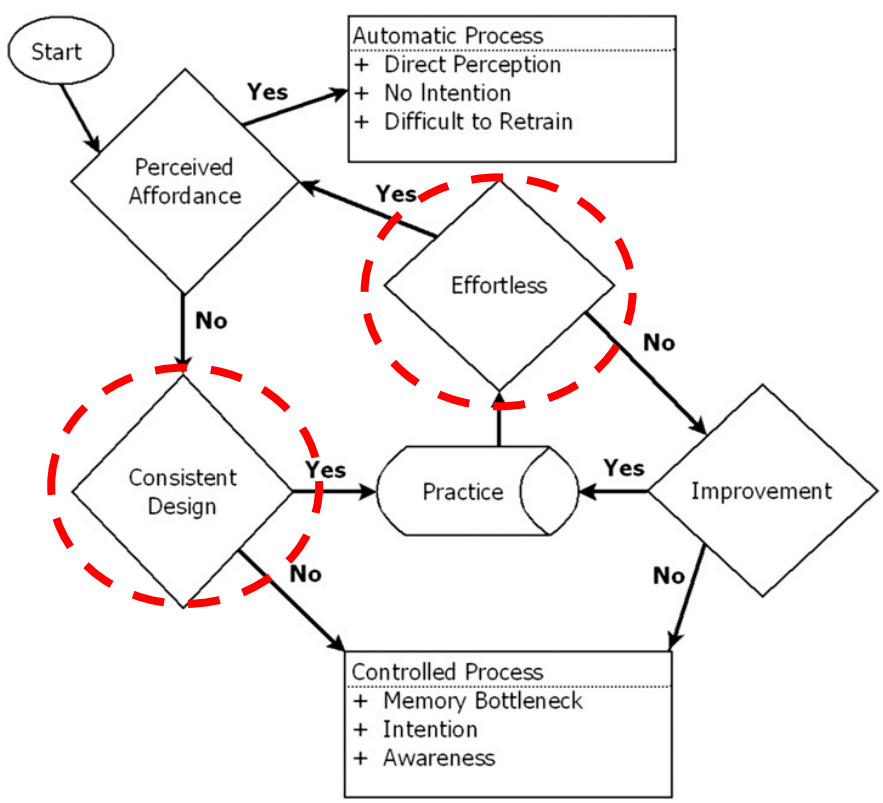 Start
Automatic Process
+ Direct Perception
+ No Intention
+ Difficult to Retrain
Yes
Perceived
Affordance
Yes
Effortless
No
No
Consistent
Design
Yes
Practice
Yes
Improvement
No
No
Controlled Process
+ Memory Bottleneck
+ Intention
+ Awareness